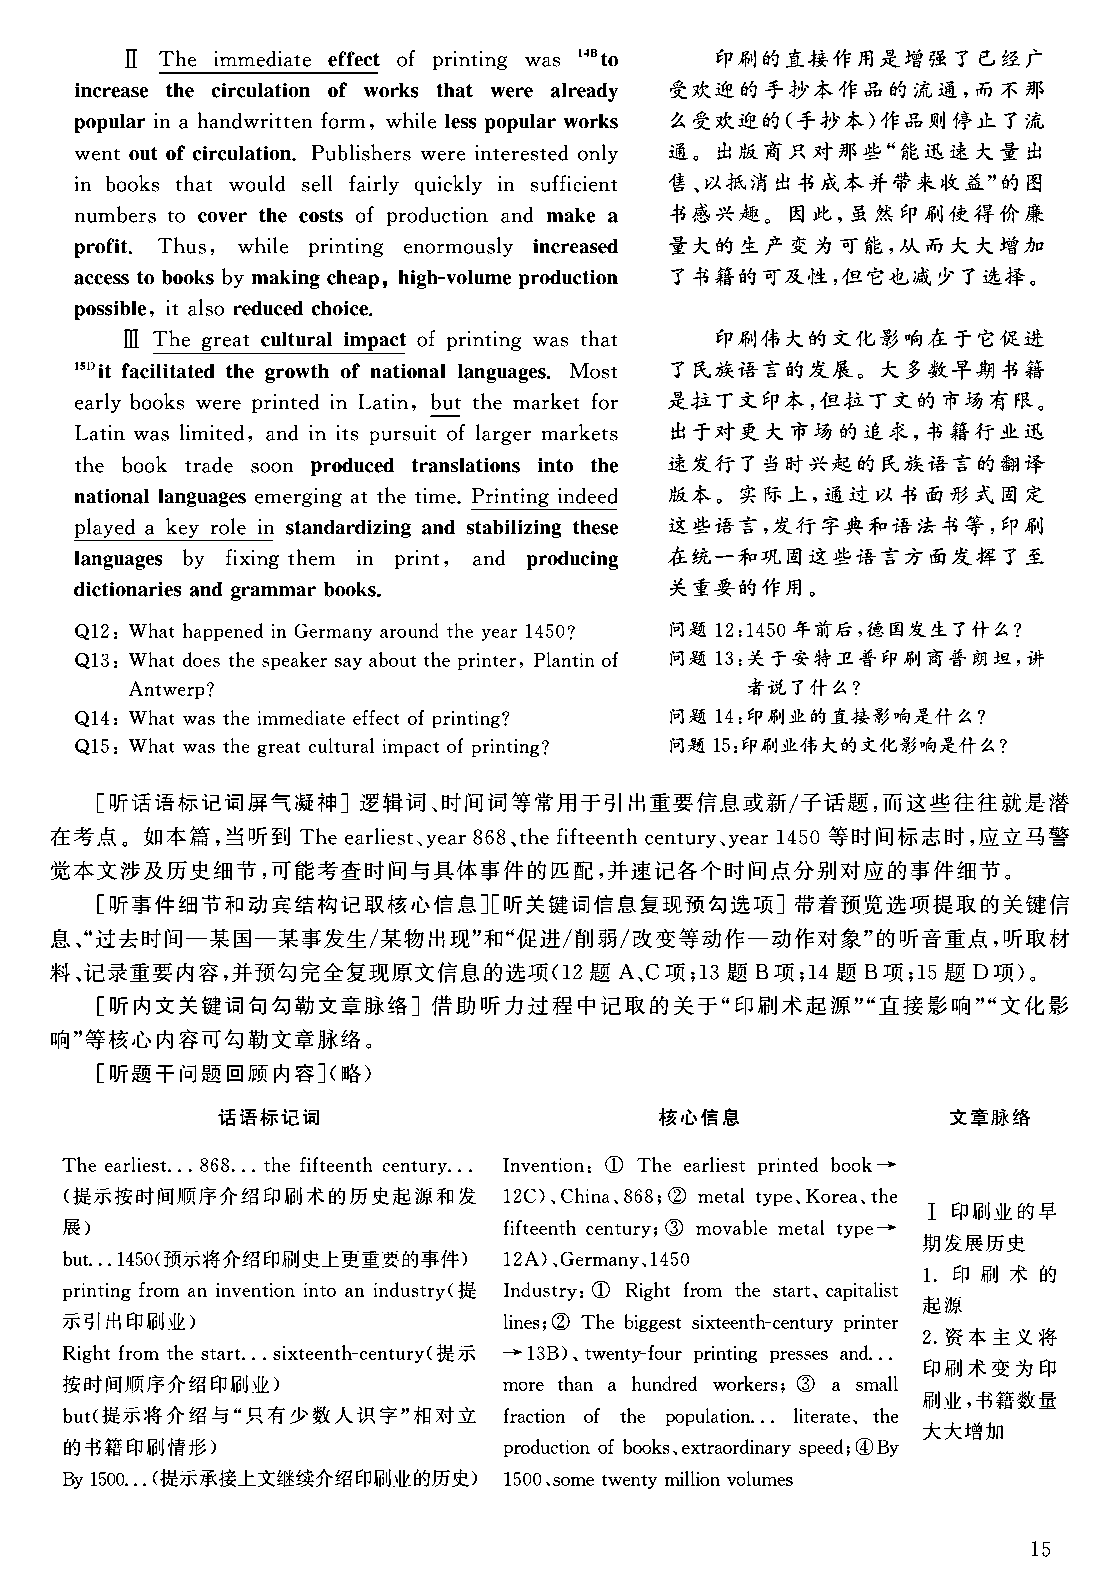 Ⅱ The immediate effect of printing was 14B to
increase the circulation of works that were already
popular in a handwritten form, while less popular works
went out of circulation. Publishers were interested only
in books that would sell fairly quickly in sufficient
numbers to cover the costs of production and make a
profit. Thus, while printing enormously increased
access to books by making cheap, high-volume production
possible, it also reduced choice.
Ⅲ The great cultural impact of printing was that
15D it facilitated the growth of national languages. Most
early books were printed in Latin, but the market for
Latin was limited, and in its pursuit of larger markets
the book trade soon produced translations into the
national languages emerging at the time. Printing indeed
played a key role in standardizing and stabilizing these
languages by fixing them in print, and producing
dictionaries and grammar books.
Q12: What happened in Germany around the year 1450?
Q13: What does the speaker say about the printer, Plantin of
Antwerp?
Q14: What was the immediate effect of printing?
Q15: What was the great cultural impact of printing?
印刷的直接作用是增强了已经广
受欢迎的手抄本作品的流通,而不那
么受欢迎的(手抄本)作品则停止了流
通。出版商只对那些“能迅速大量出
售、以抵消出书成本并带来收益”的图
书感兴趣。因此,虽然印刷使得价廉
量大的生产变为可能,从而大大增加
了书籍的可及性,但它也减少了选择。
印刷伟大的文化影响在于它促进
了民族语言的发展。大多数早期书籍
是拉丁文印本,但拉丁文的市场有限。
出于对更大市场的追求,书籍行业迅
速发行了当时兴起的民族语言的翻译
版本。实际上,通过以书面形式固定
这些语言,发行字典和语法书等,印刷
在统一和巩固这些语言方面发挥了至
关重要的作用。
问题 12:1450 年前后,德国发生了什么?
问题 13:关于安特卫普印刷商普朗坦,讲
者说了什么?
问题 14:印刷业的直接影响是什么?
问题 15:印刷业伟大的文化影响是什么?
[听话语标记词屏气凝神] 逻辑词、时间词等常用于引出重要信息或新/子话题,而这些往往就是潜
在考点。如本篇,当听到 The earliest、year 868、the fifteenth century、year 1450 等时间标志时,应立马警
觉本文涉及历史细节,可能考查时间与具体事件的匹配,并速记各个时间点分别对应的事件细节。
[听事件细节和动宾结构记取核心信息][听关键词信息复现预勾选项] 带着预览选项提取的关键信
息、“过去时间—某国—某事发生/某物出现”和“促进/削弱/改变等动作—动作对象”的听音重点,听取材
料、记录重要内容,并预勾完全复现原文信息的选项(12 题 A、C 项;13 题 B 项;14 题 B 项;15 题 D 项)。
[听内文关键词句勾勒文章脉络] 借助听力过程中记取的关于“印刷术起源”“直接影响”“文化影
响”等核心内容可勾勒文章脉络。
[听题干问题回顾内容](略)
话语标记词
The earliest...868...the fifteenth century...
(提示按时间顺序介绍印刷术的历史起源和发
展)
but...1450(预示将介绍印刷史上更重要的事件)
printing from an invention into an industry(提
示引出印刷业)
Right from the start...sixteenth-century(提示
按时间顺序介绍印刷业)
but(提示将介绍与“只有少数人识字”相对立
的书籍印刷情形)
By 1500...(提示承接上文继续介绍印刷业的历史)
核心信息
Invention: ① The earliest printed book→
12C)、China、868;② metal type、Korea、the
fifteenth century;③ movable metal type→
12A)、Germany、1450
Industry:① Right from the start、capitalist
lines;② The biggest sixteenth-century printer
→13B)、twenty-four printing presses and...
more than a hundred workers;③ a small
fraction of the population... literate、the
production of books、extraordinary speed;④By
1500、some twenty million volumes
文章脉络
Ⅰ 印刷业的早
期发展历史
1. 印刷术的
起源
2. 资本主义将
印刷术变为印
刷业,书籍数量
大大增加
15